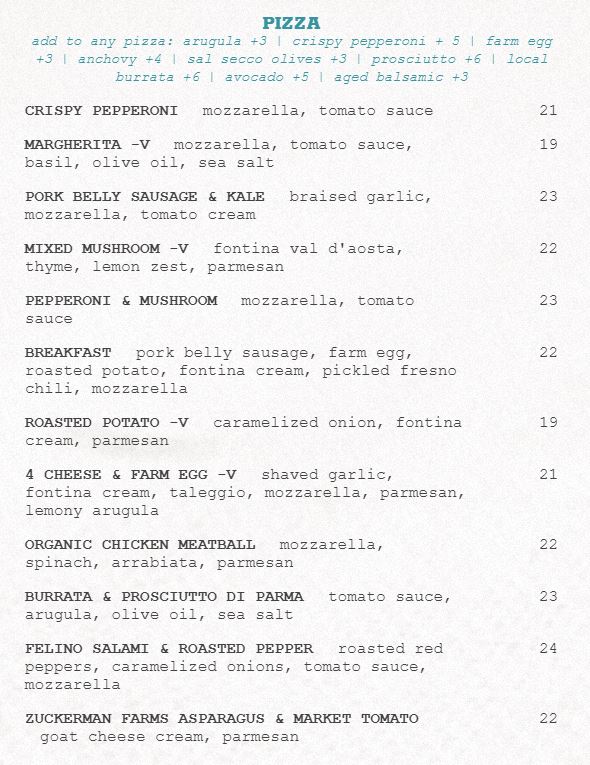 PIZZA
add to any pizza: arugula +3 | crispy pepperoni + 5 | farm egg
+3 | anchovy +4 | sal secco olives +3 | prosciutto +6 | local
burrata +6 | avocado +5 | aged balsamic +3
CRISPY PEPPERONI mozzarella, tomato sauce 21
MARGHERITA -V mozzarella, tomato sauce, 19
basil, olive oil, sea salt
PORK BELLY SAUSAGE & KALE braised garlic, 23
mozzarella, tomato cream
MIXED MUSHROOM -V fontina val d'aosta, 22
thyme, lemon zest, parmesan
PEPPERONI & MUSHROOM mozzarella, tomato 23
sauce
BREAKFAST pork belly sausage, farm egg, 22
roasted potato, fontina cream, pickled fresno
chili, mozzarella
ROASTED POTATO -V caramelized onion, fontina 19
cream, parmesan
4 CHEESE & FARM EGG -V shaved garlic, 21
fontina cream, taleggio, mozzarella, parmesan,
lemony arugula
ORGANIC CHICKEN MEATBALL mozzarella, 22
spinach, arrabiata, parmesan
BURRATA & PROSCIUTTO DI PARMA tomato sauce, 23
arugula, olive oil, sea salt
FELINO SALAMI & ROASTED PEPPER roasted red 24
peppers, caramelized onions, tomato sauce,
mozzarella
ZUCKERMAN FARMS ASPARAGUS & MARKET TOMATO 22
goat cheese cream, parmesan